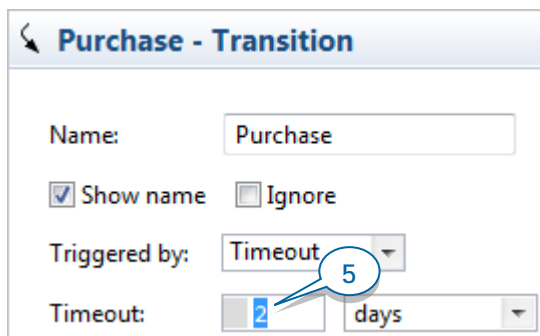 Purchase - Transition
Name: Purchase
Show name Ignore
Triggered by: Timeout
5
Timeout: 2 days